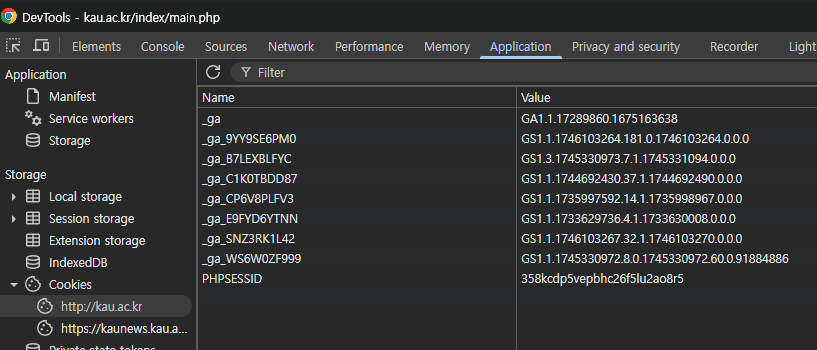 DevTools - kau.ac.kr/index/main.php
Elements Console Sources Network Performance Memory Application Privacy and security Recorder Light
Application
Manifest
Service workers
Storage
Storage
Local storage
Session storage
Extension storage
IndexedDB
Cookies
http://kau.ac.kr
https://kaunews.kau.a...
Private state tokens
Filter
Name Value
_ga GA1.1.17289860.1675163638
_ga_9YY9SE6PM0 GS1.1.1746103264.181.0.1746103264.0.0.0
_ga_B7LEXBLFYC GS1.3.1745330973.7.1.1745331094.0.0.0
_ga_C1K0TBDD87 GS1.1.1744692430.37.1.1744692490.0.0.0
_ga_CP6V8PLFV3 GS1.1.1735997592.14.1.1735998967.0.0.0
_ga_E9FYD6YTNN GS1.1.1733629736.4.1.1733630008.0.0.0
_ga_SNZ3RK1L42 GS1.1.1746103267.32.1.1746103270.0.0.0
_ga_WS6W0ZF999 GS1.1.1745330972.8.0.1745330972.60.0.91884886
PHPSESSID 358kcdp5vepbhc26f5lu2ao8r5